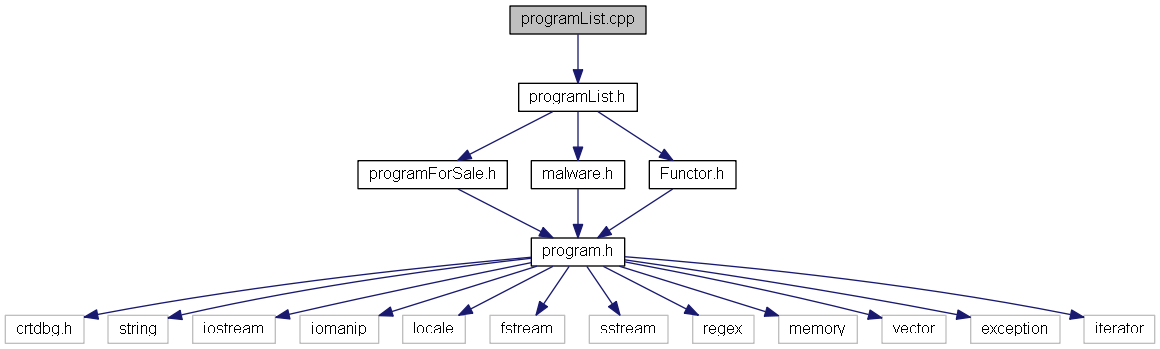 programList.cpp
programList.h
programForSale.h malware.h Functor.h
program.h
crtdbg.h string iostream iomanip locale fstream sstream regex memory vector exception iterator